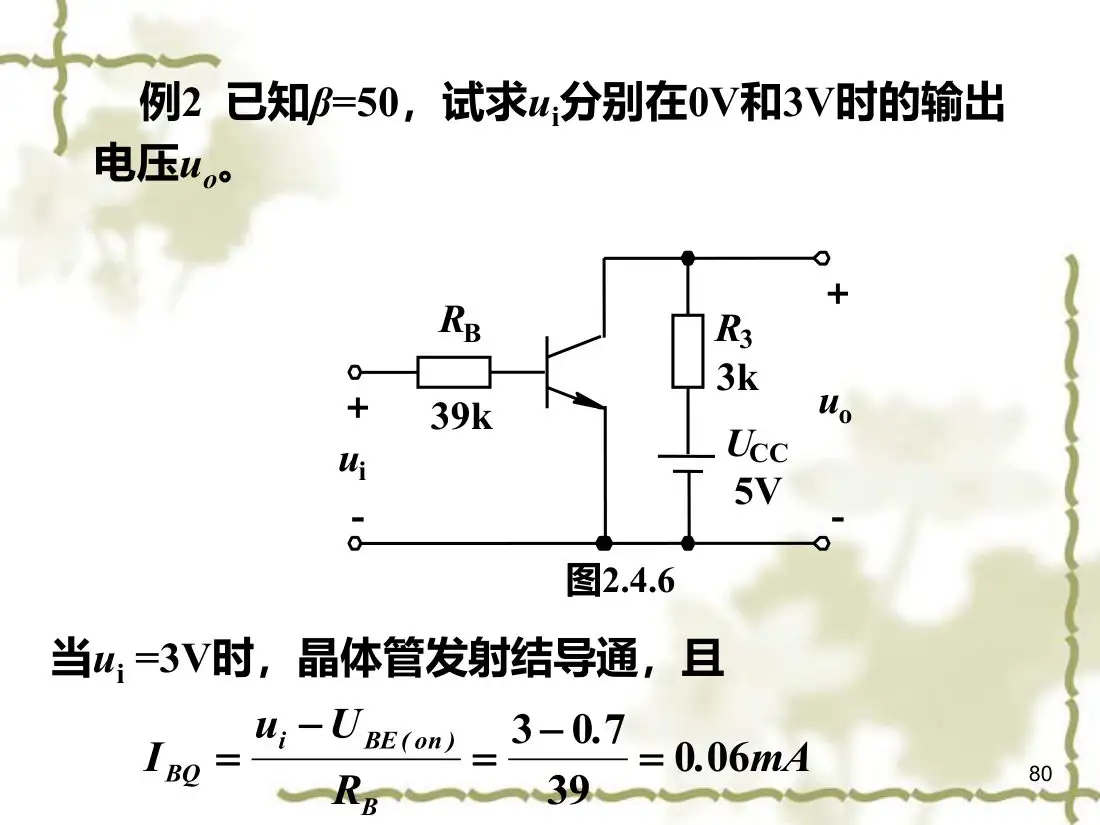 例2 已知β=50，试求ui分别在0V和3V时的输出
电压uo。
RB
39k
+
ui
-
R3
3k
UCC
5V
+
uo
-
图2.4.6
当ui =3V时，晶体管发射结导通，且
IBQ = (ui − UBE(on)) / RB = (3 − 0.7) / 39 = 0.06mA
80